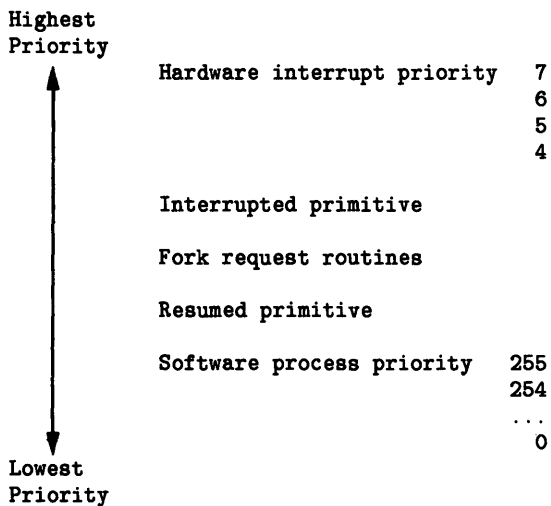 Highest
Priority
Hardware interrupt priority 7
6
5
4
Interrupted primitive
Fork request routines
Resumed primitive
Software process priority 255
254
...
0
Lowest
Priority